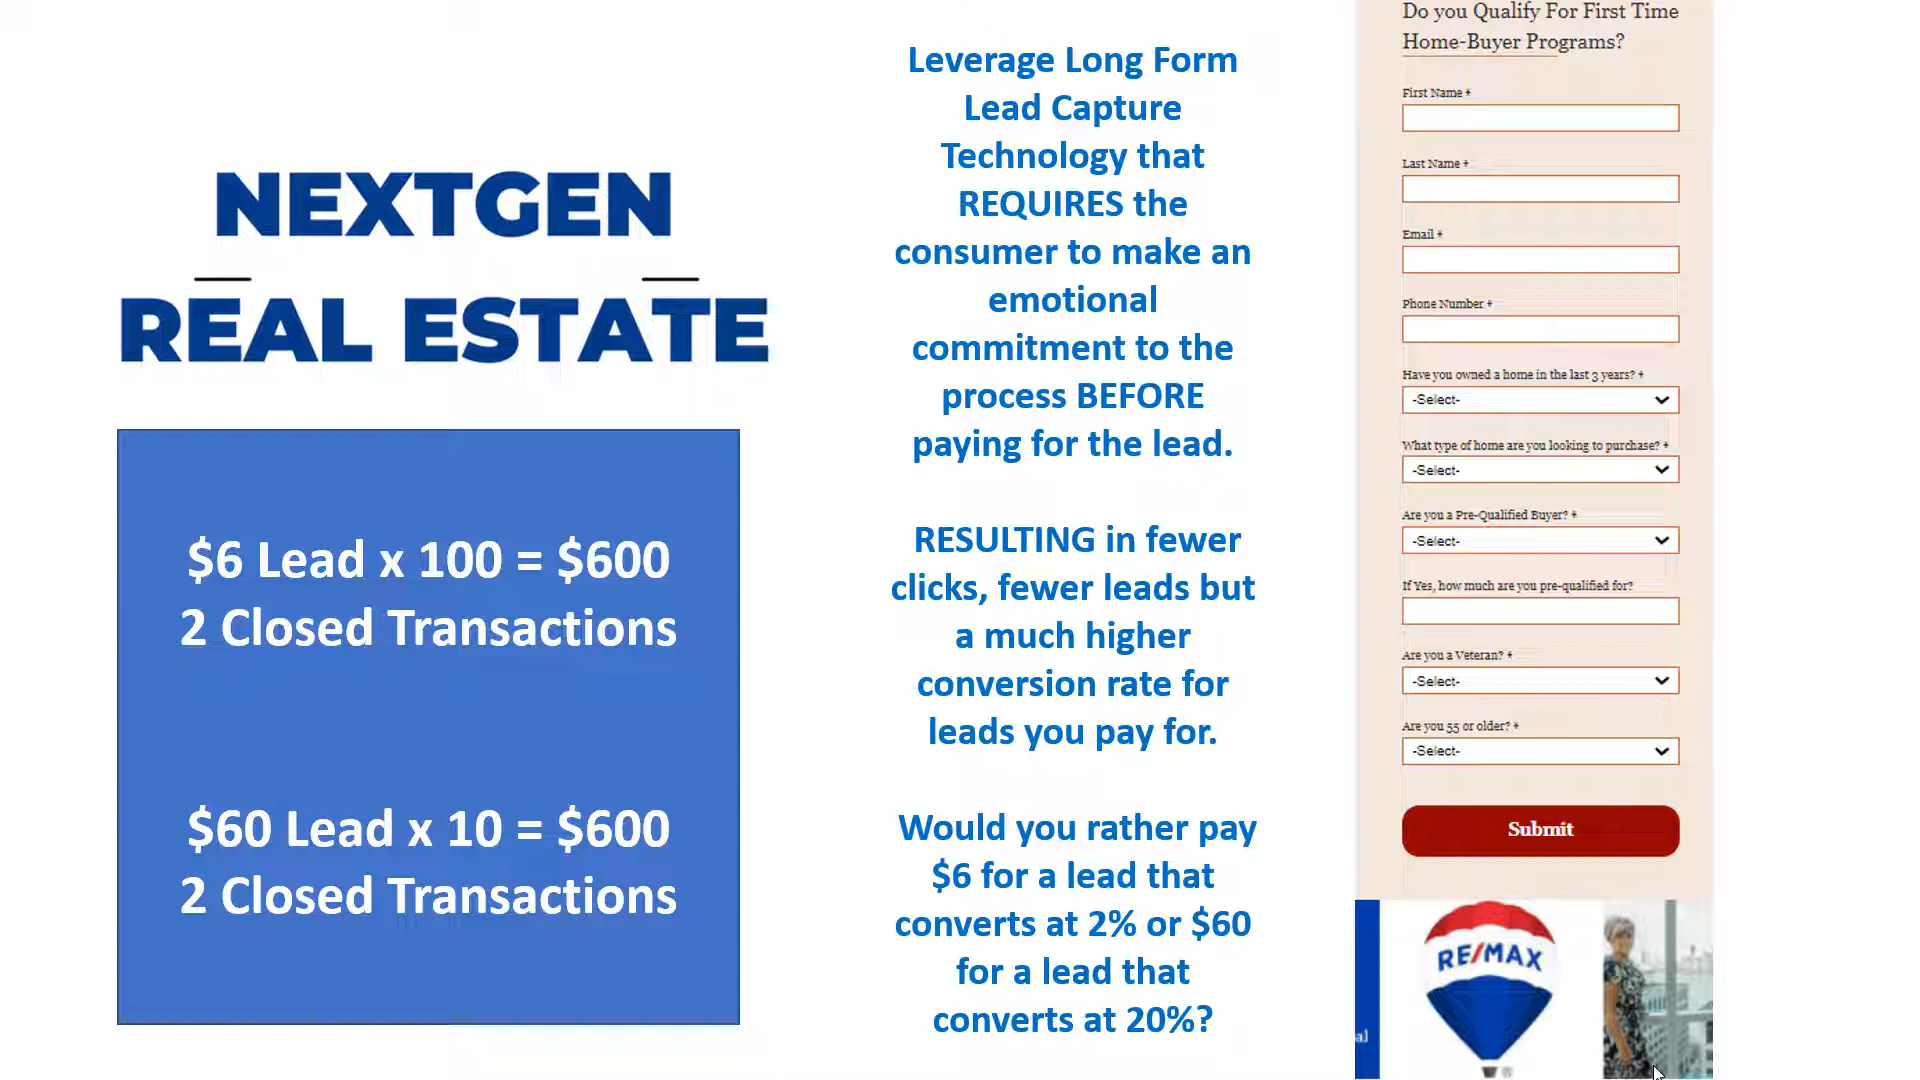 NEXTGEN
REAL ESTATE
$6 Lead x 100 = $600
2 Closed Transactions
$60 Lead x 10 = $600
2 Closed Transactions
Leverage Long Form
Lead Capture
Technology that
REQUIRES the
consumer to make an
emotional
commitment to the
process BEFORE
paying for the lead.
RESULTING in fewer
clicks, fewer leads but
a much higher
conversion rate for
leads you pay for.
Would you rather pay
$6 for a lead that
converts at 2% or $60
for a lead that
converts at 20%?
Do you Qualify For First Time
Home-Buyer Programs?
First Name *
Last Name *
Email *
Phone Number *
Have you owned a home in the last 3 years? *
-Select-
What type of home are you looking to purchase? *
-Select-
Are you a Pre-Qualified Buyer? *
-Select-
If Yes, how much are you pre-qualified for?
Are you a Veteran? *
-Select-
Are you 55 or older? *
-Select-
Submit
RE/MAX
al